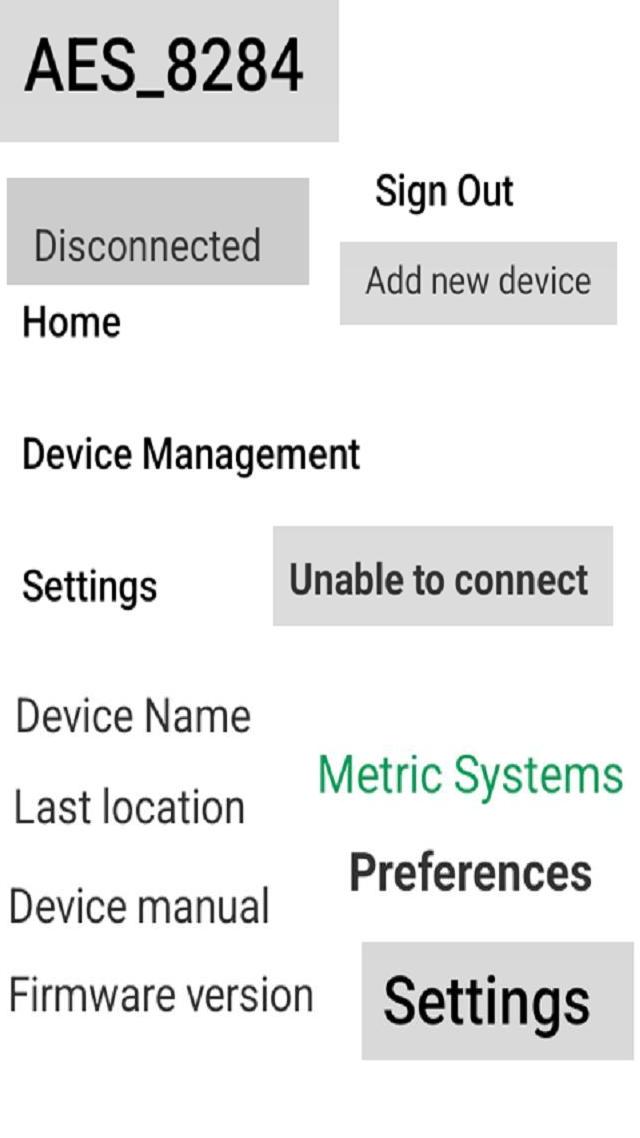 AES_8284
Sign Out
Disconnected
Add new device
Home
Device Management
Settings
Unable to connect
Device Name
Metric Systems
Last location
Preferences
Device manual
Firmware version
Settings